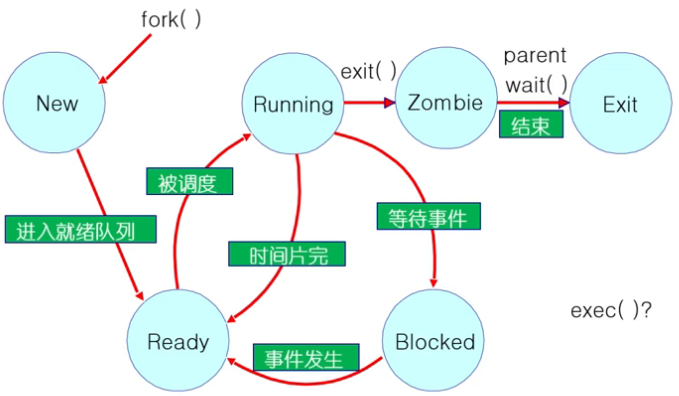 fork( )
New
Running
exit( )
Zombie
parent
wait( )
结束
Exit
被调度
进入就绪队列
时间片完
等待事件
Ready
事件发生
Blocked
exec( )?